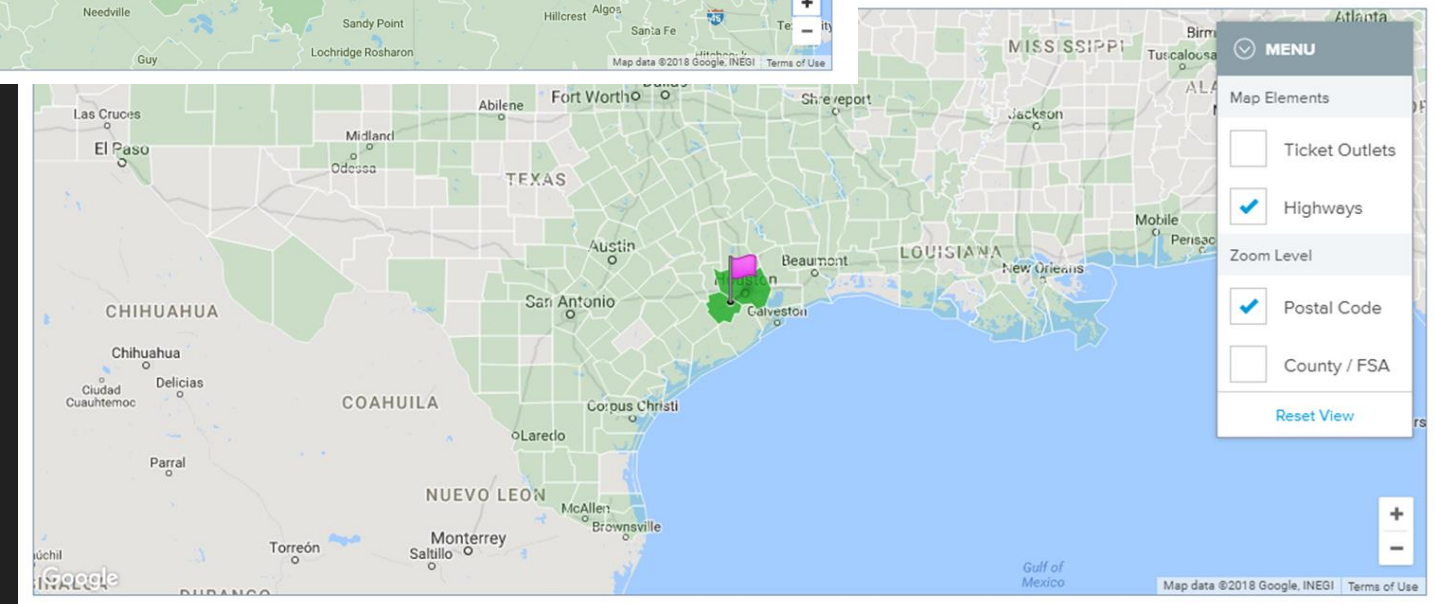 Needville
Guy
Sandy Point
Lochridge Rosharon
Hillcrest
Algoa
Santa Fe
45
+
−
Map data ©2018 Google, INEGI
Terms of Use
Atlanta
MISSISSIPPI
Tuscaloosa
MENU
Map Elements
Ticket Outlets
Highways
Zoom Level
Postal Code
County / FSA
Reset View
Las Cruces
El Paso
Abilene
Fort Worth
Dallas
Shreveport
Jackson
Midland
Odessa
TEXAS
Mobile
Austin
Beaumont
LOUISIANA
New Orleans
Houston
San Antonio
Galveston
CHIHUAHUA
Chihuahua
Ciudad
Cuauhtemoc
Delicias
COAHUILA
Corpus Christi
Laredo
Parral
NUEVO LEON
McAllen
Brownsville
Monterrey
Saltillo
Torreón
Google
DURANGO
Gulf of
Mexico
+
−
Map data ©2018 Google, INEGI
Terms of Use